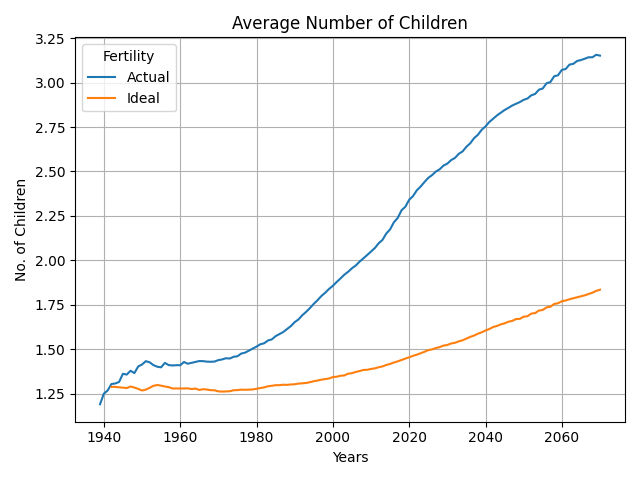 Average Number of Children
3.25
3.00
2.75
2.50
2.25
2.00
1.75
1.50
1.25
No. of Children
Fertility
Actual
Ideal
1940 1960 1980 2000 2020 2040 2060
Years